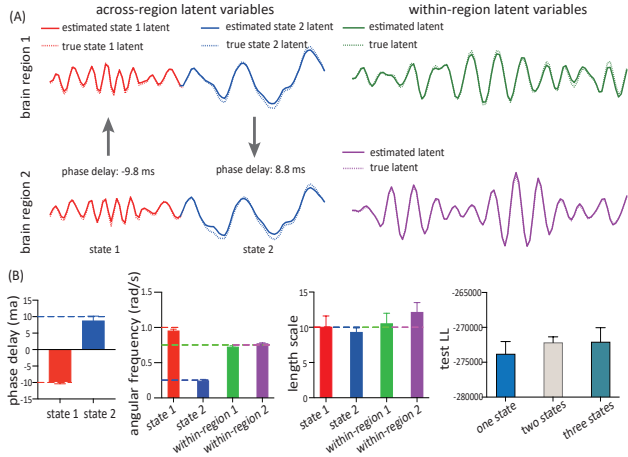 (A)
across-region latent variables
within-region latent variables
brain region 1
estimated state 1 latent
estimated state 2 latent
true state 1 latent
true state 2 latent
estimated latent
true latent
phase delay: -9.8 ms
phase delay: 8.8 ms
brain region 2
estimated latent
true latent
state 1
state 2
(B)
phase delay (ma)
15
10
5
0
-5
-10
-15
state 1
state 2
angular frequency (rad/s)
1.5
1.0
0.5
0.0
state 1
state 2
within-region 1
within-region 2
length scale
15
10
5
0
state 1
state 2
within-region 1
within-region 2
test LL
-265000
-270000
-275000
-280000
one state
two states
three states